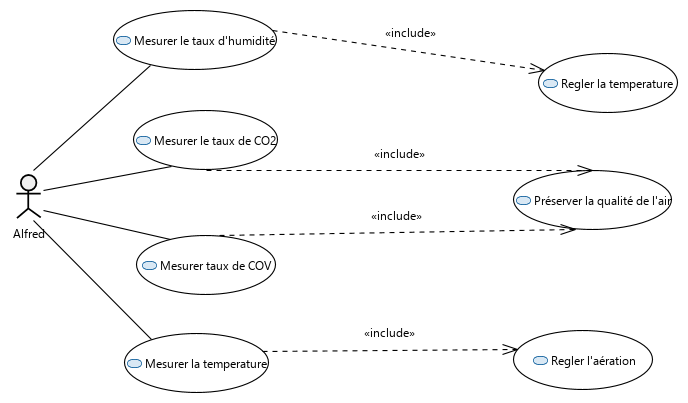 Mesurer le taux d'humidité
«include»
Regler la temperature
Mesurer le taux de CO2
«include»
Préserver la qualité de l'air
«include»
Alfred
Mesurer taux de COV
«include»
Mesurer la temperature
Regler l'aération